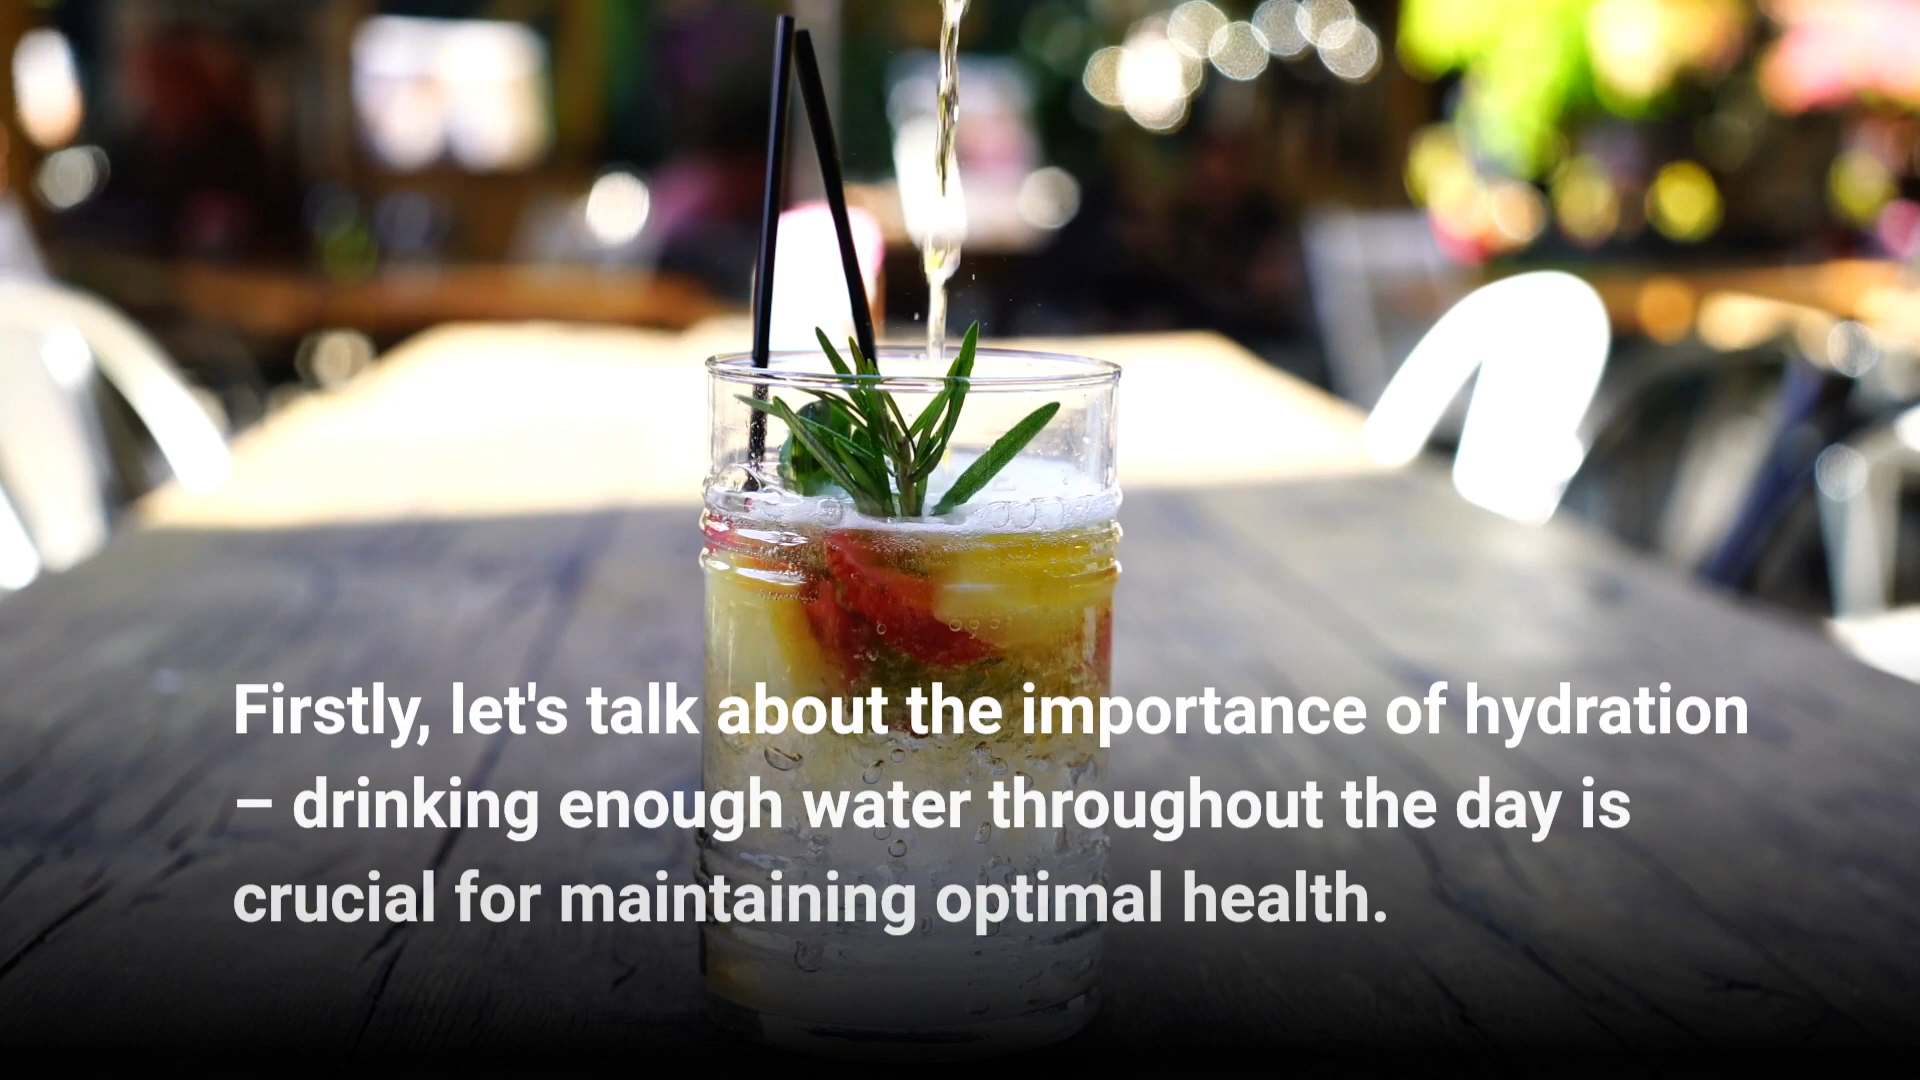 Firstly, let's talk about the importance of hydration
– drinking enough water throughout the day is
crucial for maintaining optimal health.